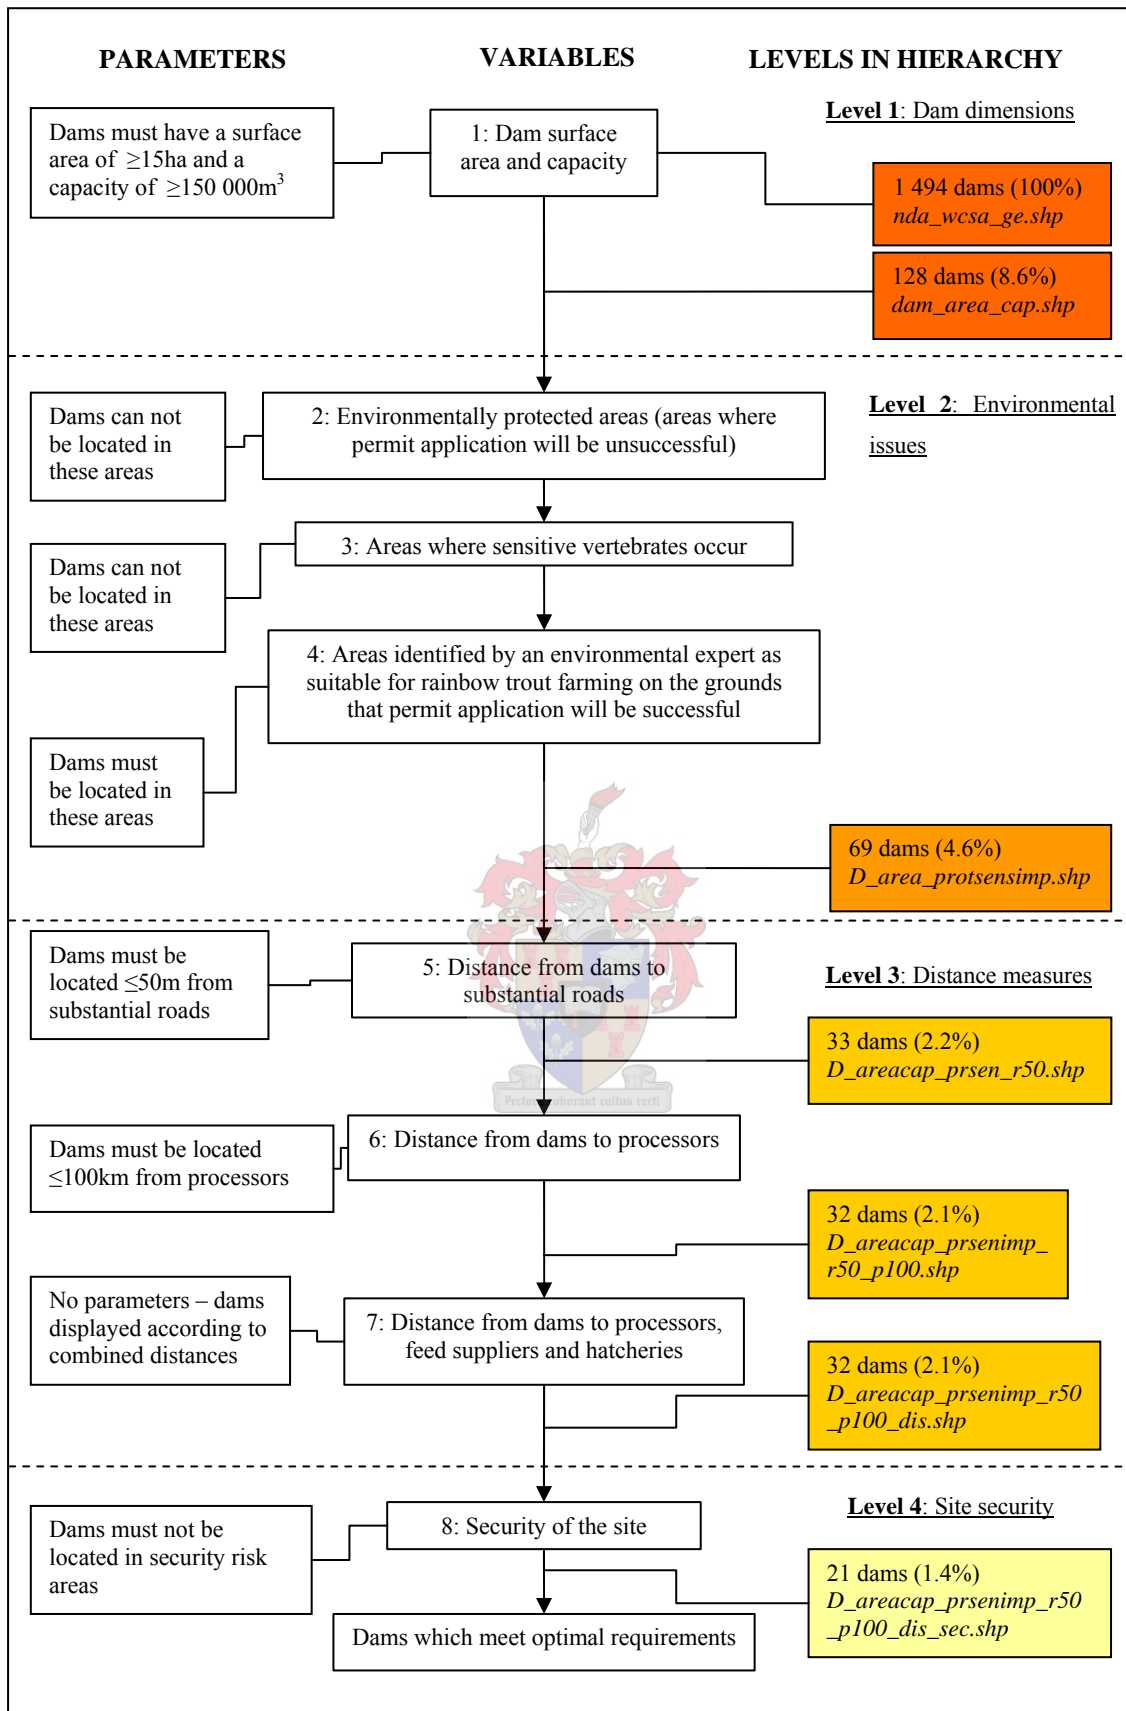 PARAMETERS
VARIABLES
LEVELS IN HIERARCHY
Dams must have a surface
area of ≥15ha and a
capacity of ≥150 000m³
1: Dam surface
area and capacity
Level 1: Dam dimensions
1 494 dams (100%)
nda_wcsa_ge.shp
128 dams (8.6%)
dam_area_cap.shp
Dams can not
be located in
these areas
2: Environmentally protected areas (areas where
permit application will be unsuccessful)
Level 2: Environmental
issues
Dams can not
be located in
these areas
3: Areas where sensitive vertebrates occur
4: Areas identified by an environmental expert as
suitable for rainbow trout farming on the grounds
that permit application will be successful
Dams must
be located in
these areas
69 dams (4.6%)
D_area_protsensimp.shp
Dams must be
located ≤50m from
substantial roads
5: Distance from dams to
substantial roads
Level 3: Distance measures
33 dams (2.2%)
D_areacap_prsen_r50.shp
Pectora roborant cultus recti
Dams must be located
≤100km from processors
6: Distance from dams to processors
32 dams (2.1%)
D_areacap_prsenimp_
r50_p100.shp
No parameters – dams
displayed according to
combined distances
7: Distance from dams to processors,
feed suppliers and hatcheries
32 dams (2.1%)
D_areacap_prsenimp_r50
_p100_dis.shp
Dams must not be
located in security risk
areas
8: Security of the site
Level 4: Site security
21 dams (1.4%)
D_areacap_prsenimp_r50
_p100_dis_sec.shp
Dams which meet optimal requirements